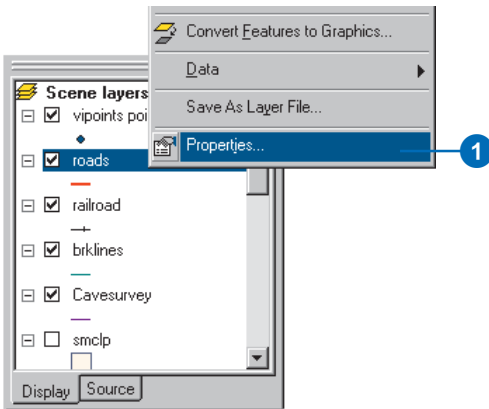 Convert Features to Graphics...
Data
Save As Layer File...
Properties...
1
Scene layers
vipoints poi
roads
railroad
brklines
Cavesurvey
smclp
Display
Source